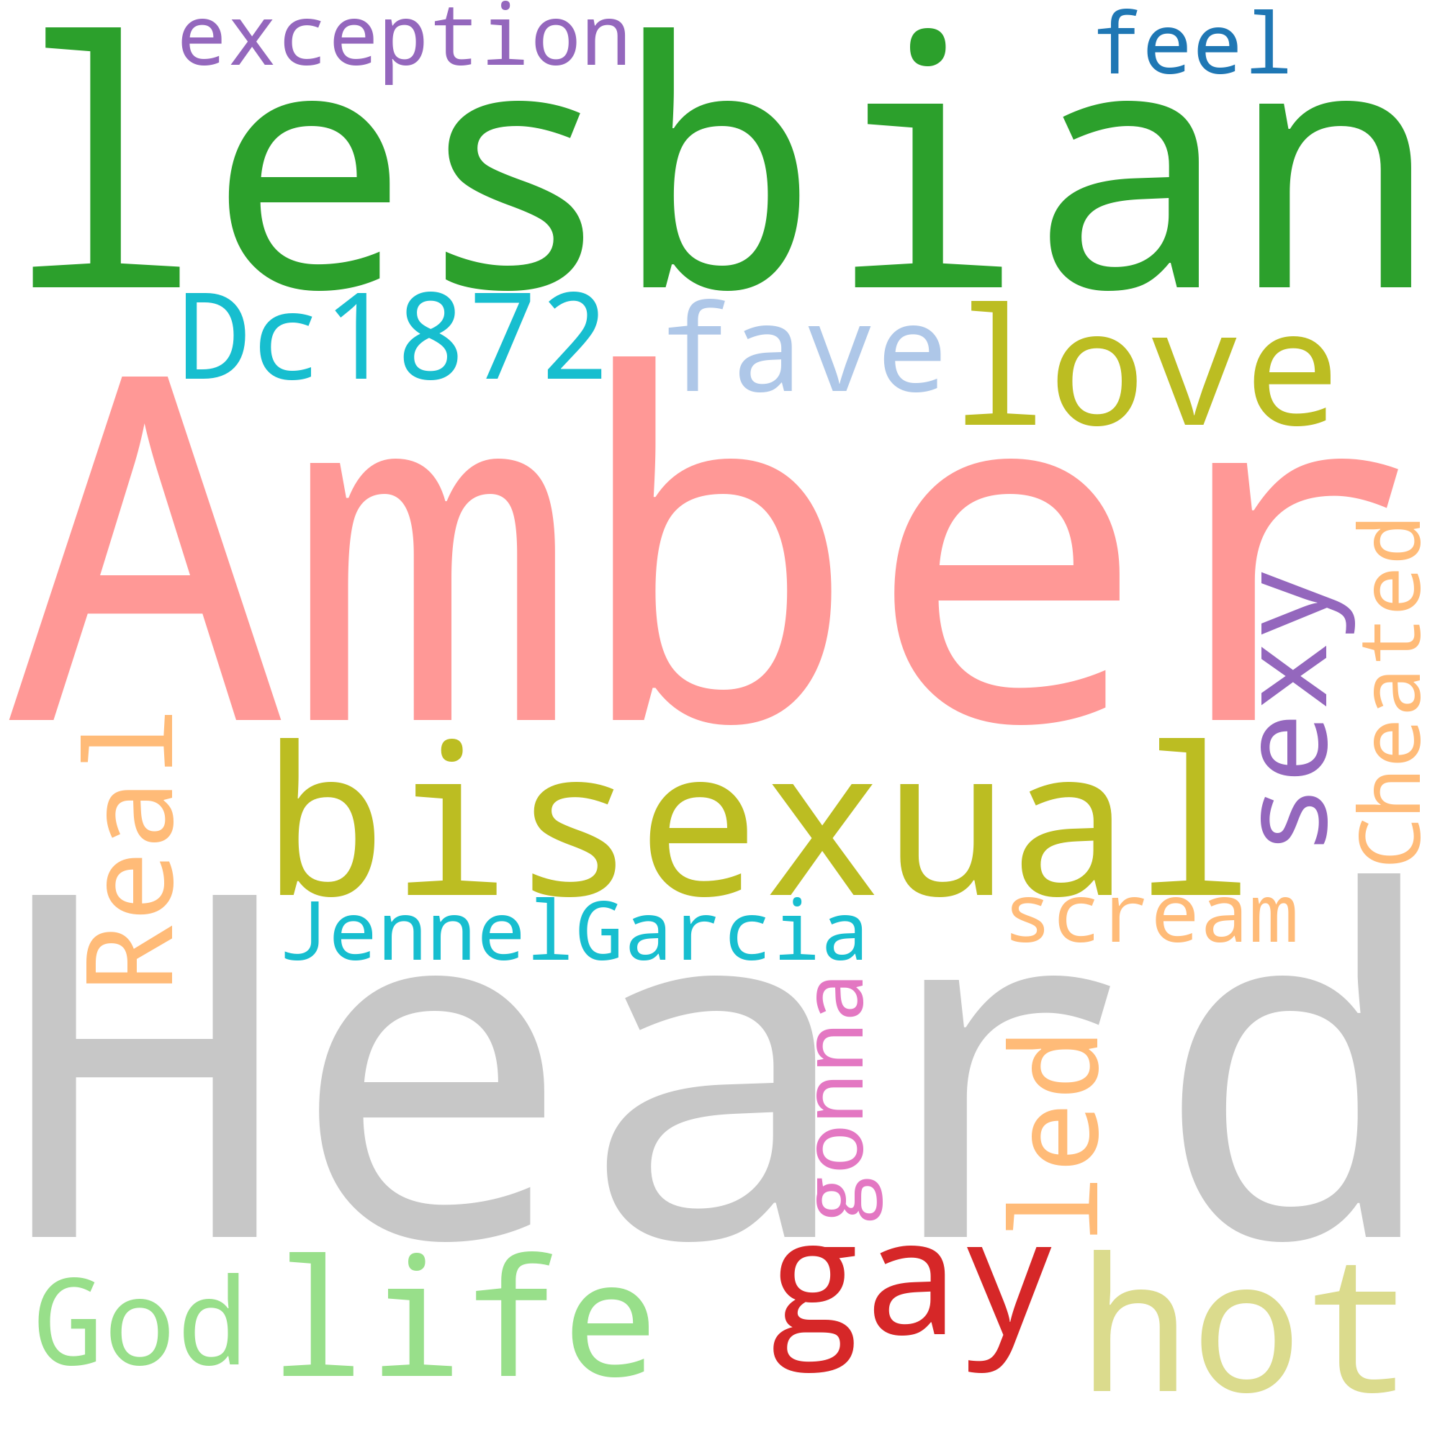 exception
feel
lesbian
Dc1872
fave
love
Amber
Cheated
sexy
Real
bisexual
JennelGarcia
scream
Heard
gonna
led
God
life
gay
hot